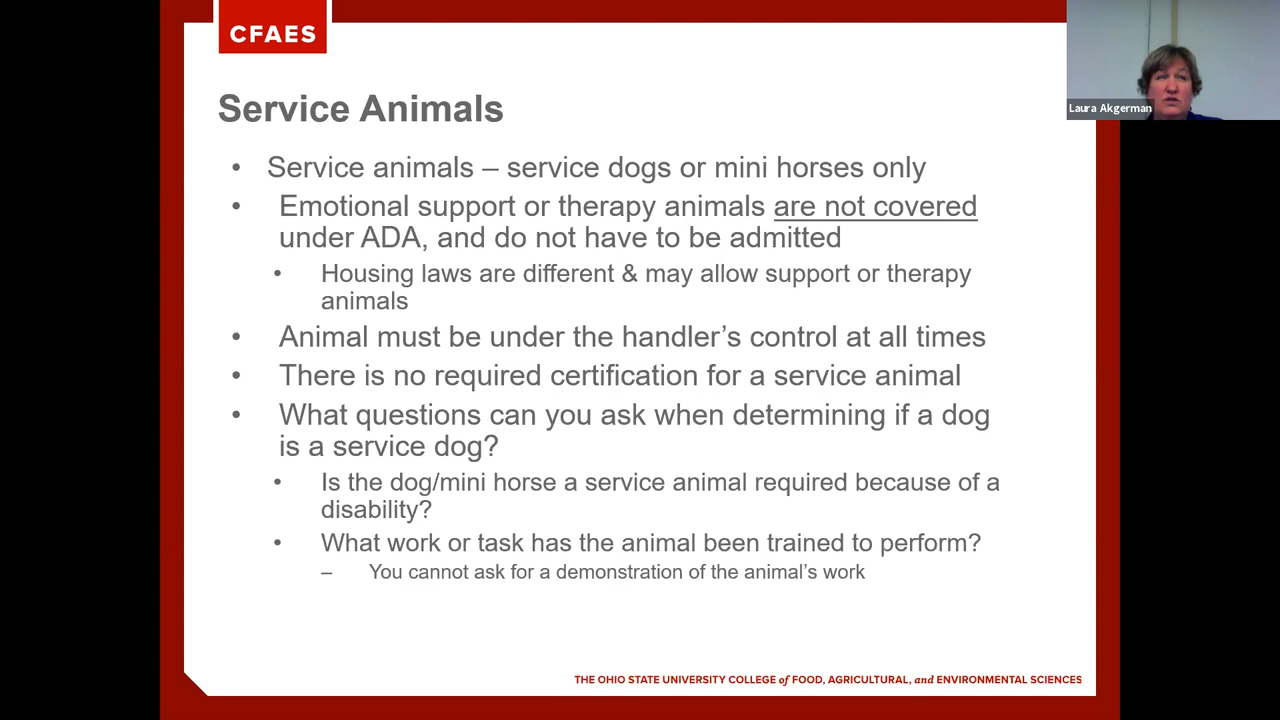 CFAES
Laura Akgerman
Service Animals
• Service animals – service dogs or mini horses only
• Emotional support or therapy animals are not covered
under ADA, and do not have to be admitted
• Housing laws are different & may allow support or therapy
animals
• Animal must be under the handler’s control at all times
• There is no required certification for a service animal
• What questions can you ask when determining if a dog
is a service dog?
• Is the dog/mini horse a service animal required because of a
disability?
• What work or task has the animal been trained to perform?
– You cannot ask for a demonstration of the animal’s work
THE OHIO STATE UNIVERSITY COLLEGE of FOOD, AGRICULTURAL, and ENVIRONMENTAL SCIENCES